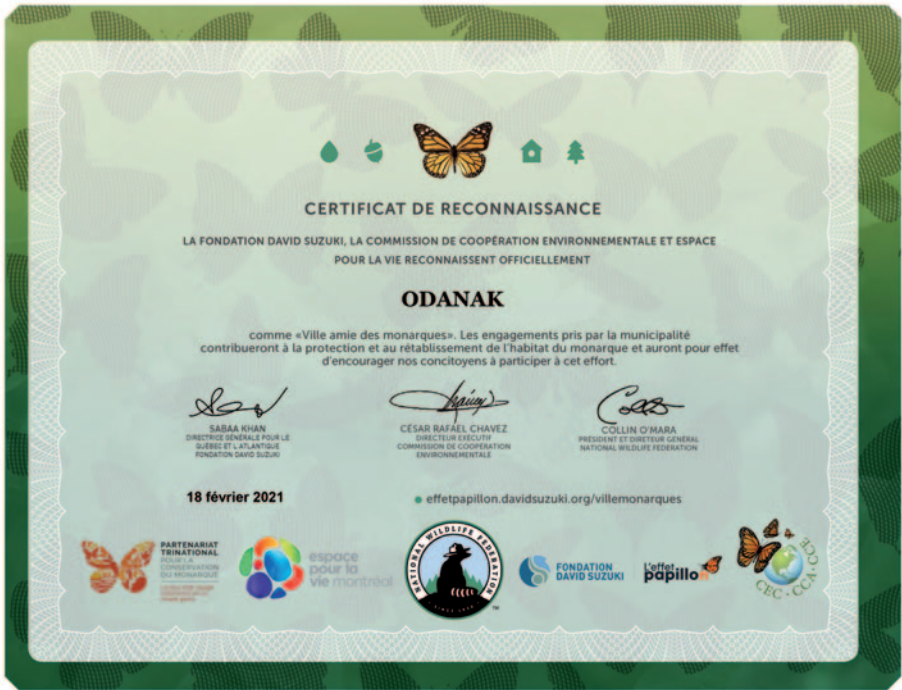 CERTIFICAT DE RECONNAISSANCE
LA FONDATION DAVID SUZUKI, LA COMMISSION DE COOPÉRATION ENVIRONNEMENTALE ET ESPACE
POUR LA VIE RECONNAISSENT OFFICIELLEMENT
ODANAK
comme «Ville amie des monarques». Les engagements pris par la municipalité
contribueront à la protection et au rétablissement de l'habitat du monarque et auront pour effet
d'encourager nos concitoyens à participer à cet effort.
SABAA KHAN
DIRECTRICE GÉNÉRALE POUR LE
QUÉBEC ET L'ATLANTIQUE
FONDATION DAVID SUZUKI
CÉSAR RAFAEL CHAVEZ
DIRECTEUR EXÉCUTIF
COMMISSION DE COOPÉRATION
ENVIRONNEMENTALE
COLLIN O'MARA
PRÉSIDENT ET DIRETEUR GÉNÉRAL
NATIONAL WILDLIFE FEDERATION
18 février 2021
effetpapillon.davidsuzuki.org/villemonarques
PARTENARIAT
TRINATIONAL
POUR LA
CONSERVATION
DU MONARQUE
espace
pour la
vie montréal
NATIONAL WILDLIFE FEDERATION
SINCE 1936
TM
FONDATION
DAVID SUZUKI
L'effet
papillon
CEC · CCA · CCE